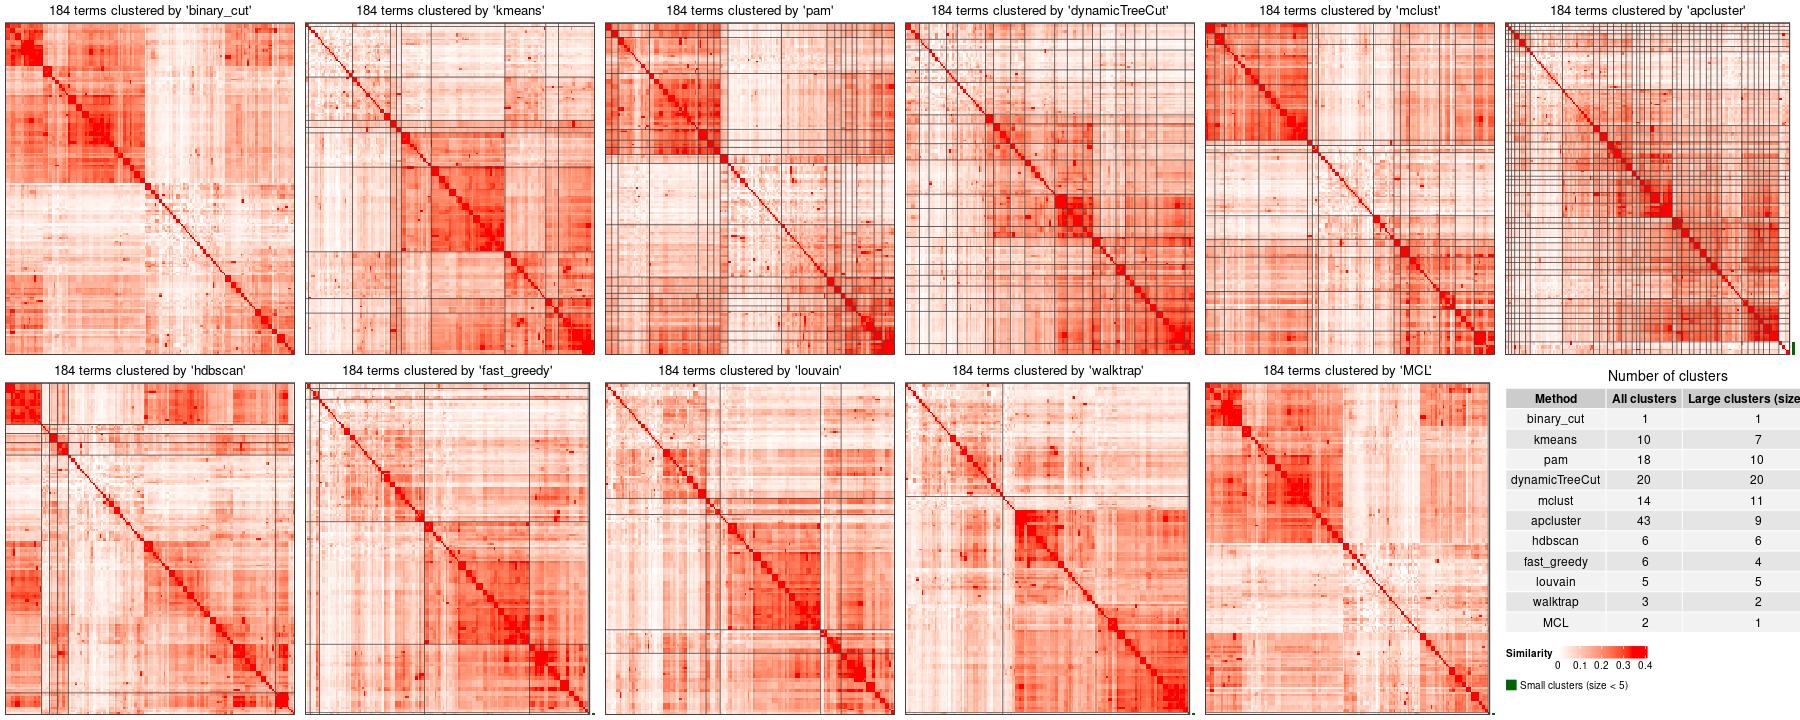 184 terms clustered by 'binary_cut'
184 terms clustered by 'kmeans'
184 terms clustered by 'pam'
184 terms clustered by 'dynamicTreeCut'
184 terms clustered by 'mclust'
184 terms clustered by 'apcluster'
184 terms clustered by 'hdbscan'
184 terms clustered by 'fast_greedy'
184 terms clustered by 'louvain'
184 terms clustered by 'walktrap'
184 terms clustered by 'MCL'
Number of clusters
Method All clusters Large clusters (size
binary_cut 1 1
kmeans 10 7
pam 18 10
dynamicTreeCut 20 20
mclust 14 11
apcluster 43 9
hdbscan 6 6
fast_greedy 6 4
louvain 5 5
walktrap 3 2
MCL 2 1
Similarity
0 0.1 0.2 0.3 0.4
Small clusters (size < 5)